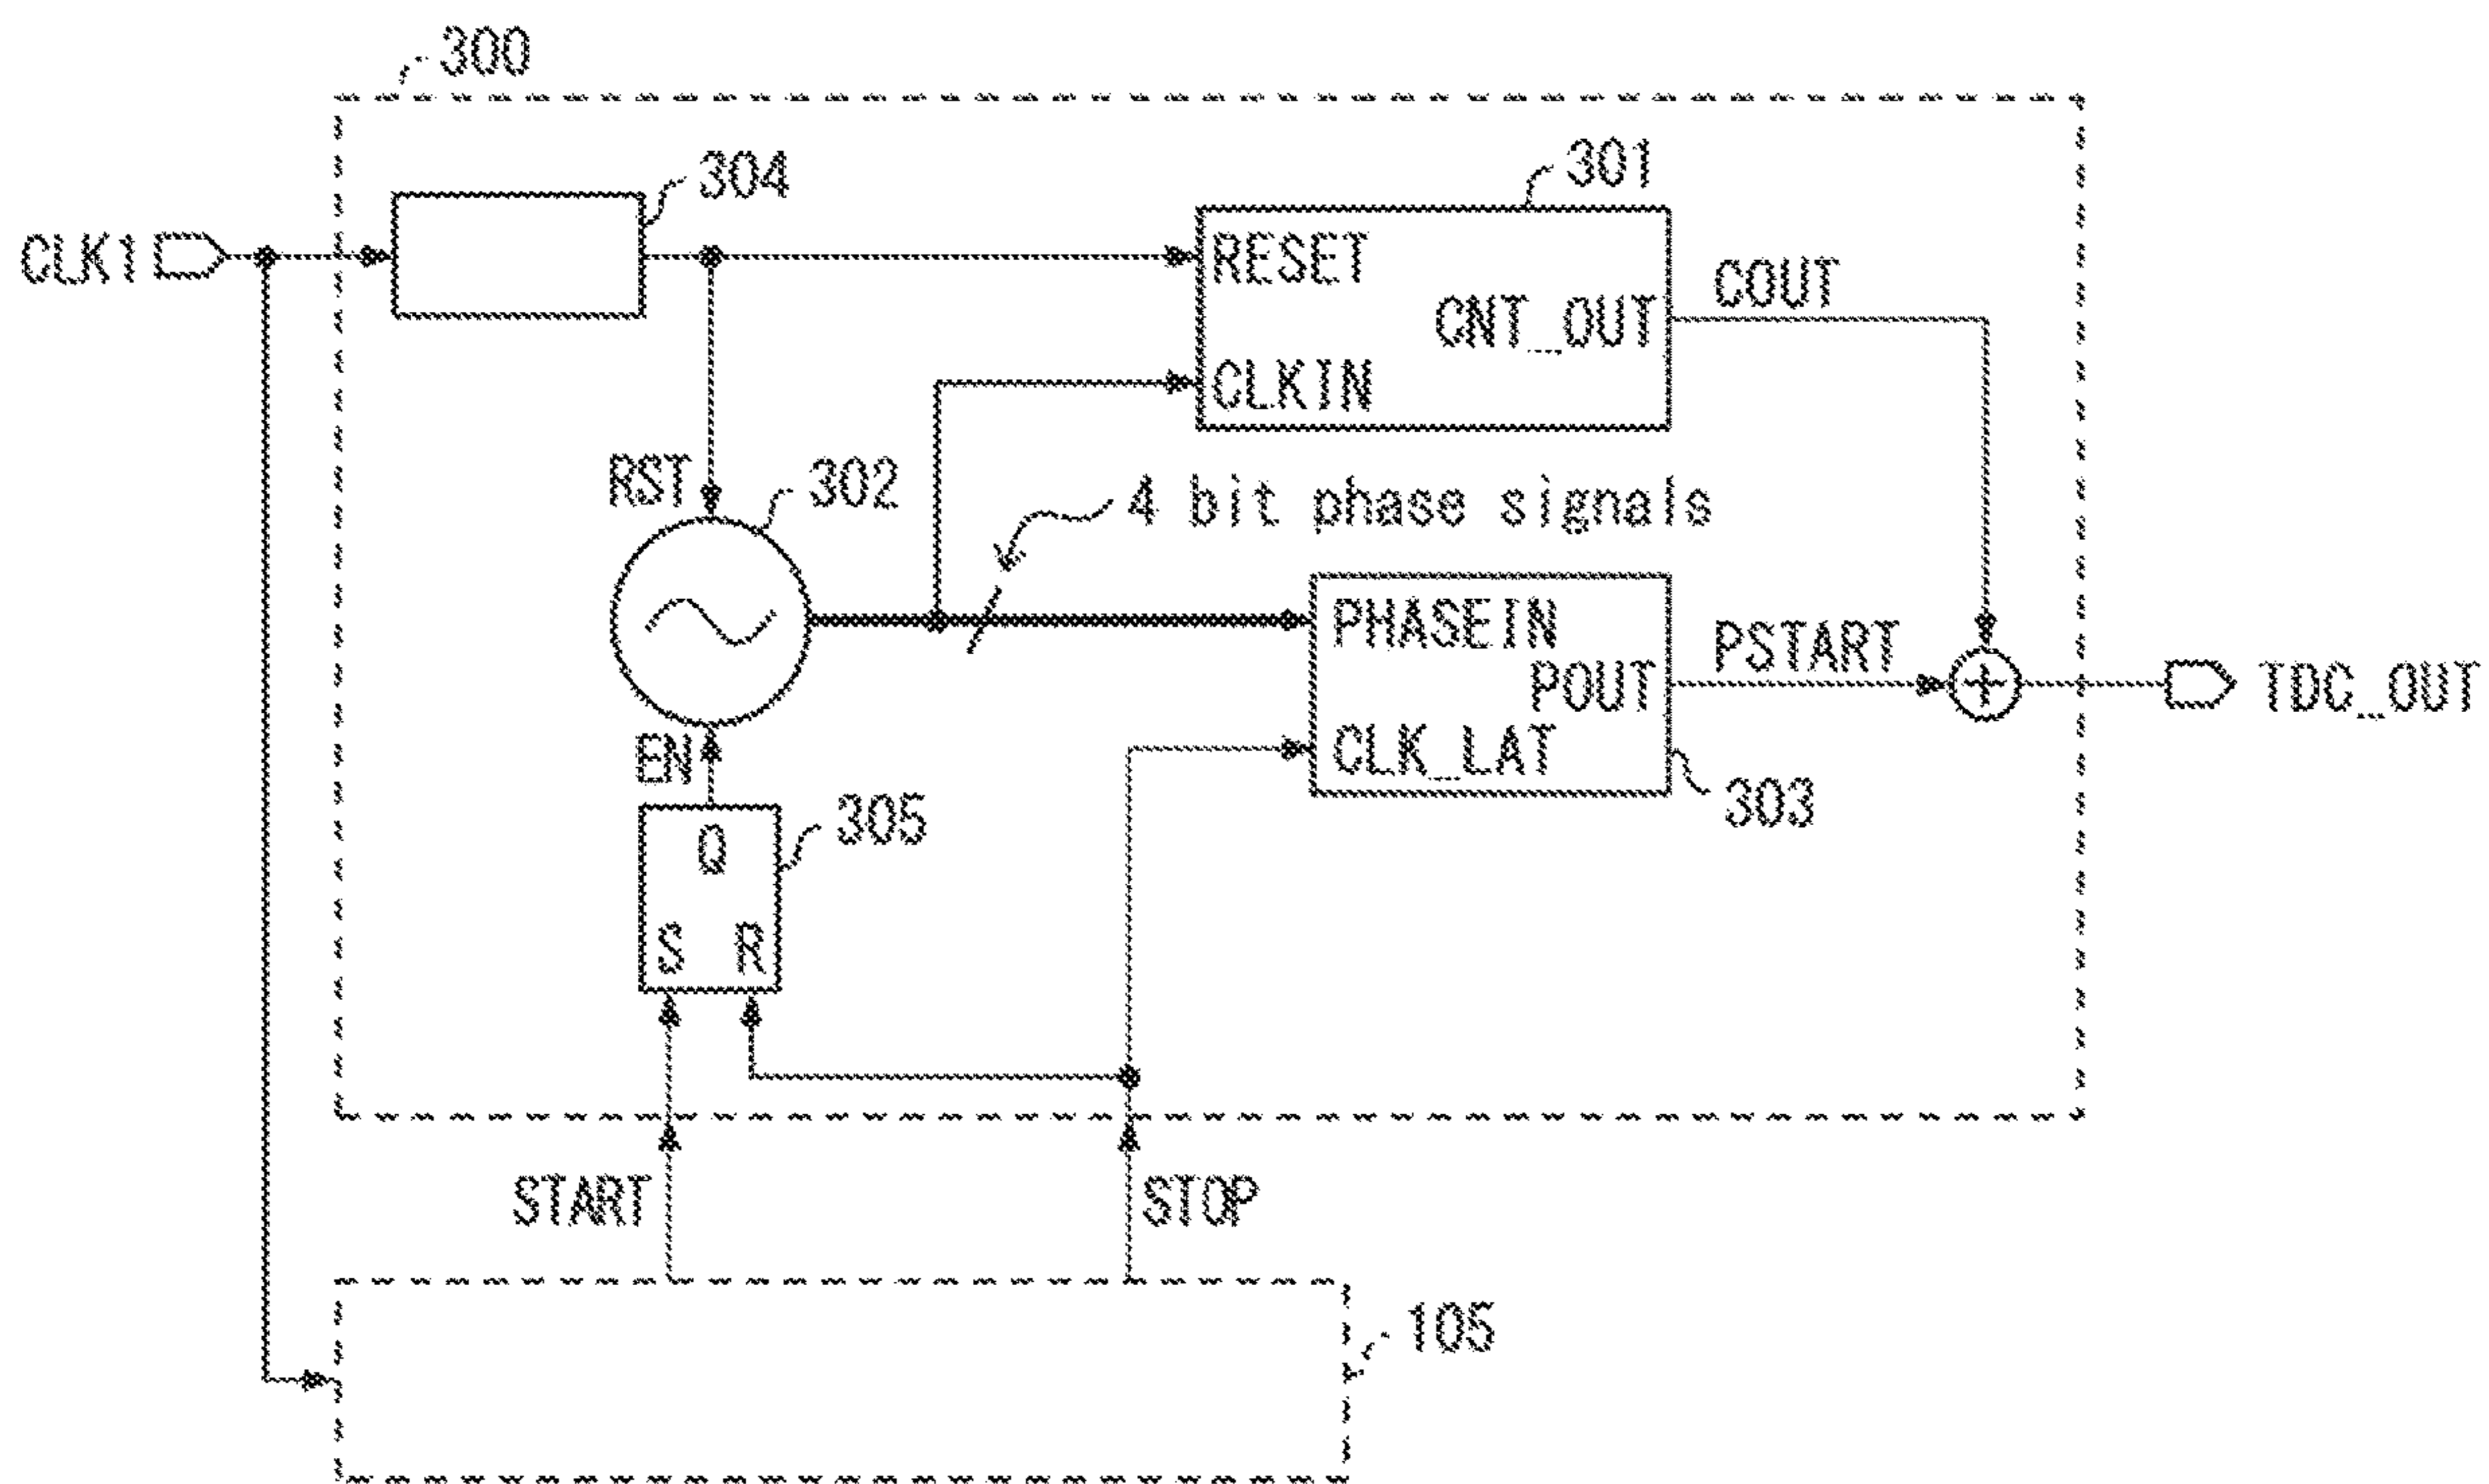 300
304
301
CLK1
RESET
COUT
CNT_OUT
CLKIN
RST
302
4 bit phase signals
PHASEIN
PSTART
POUT
TDC_OUT
EN
CLK_LAT
303
305
Q
S R
START
STOP
105